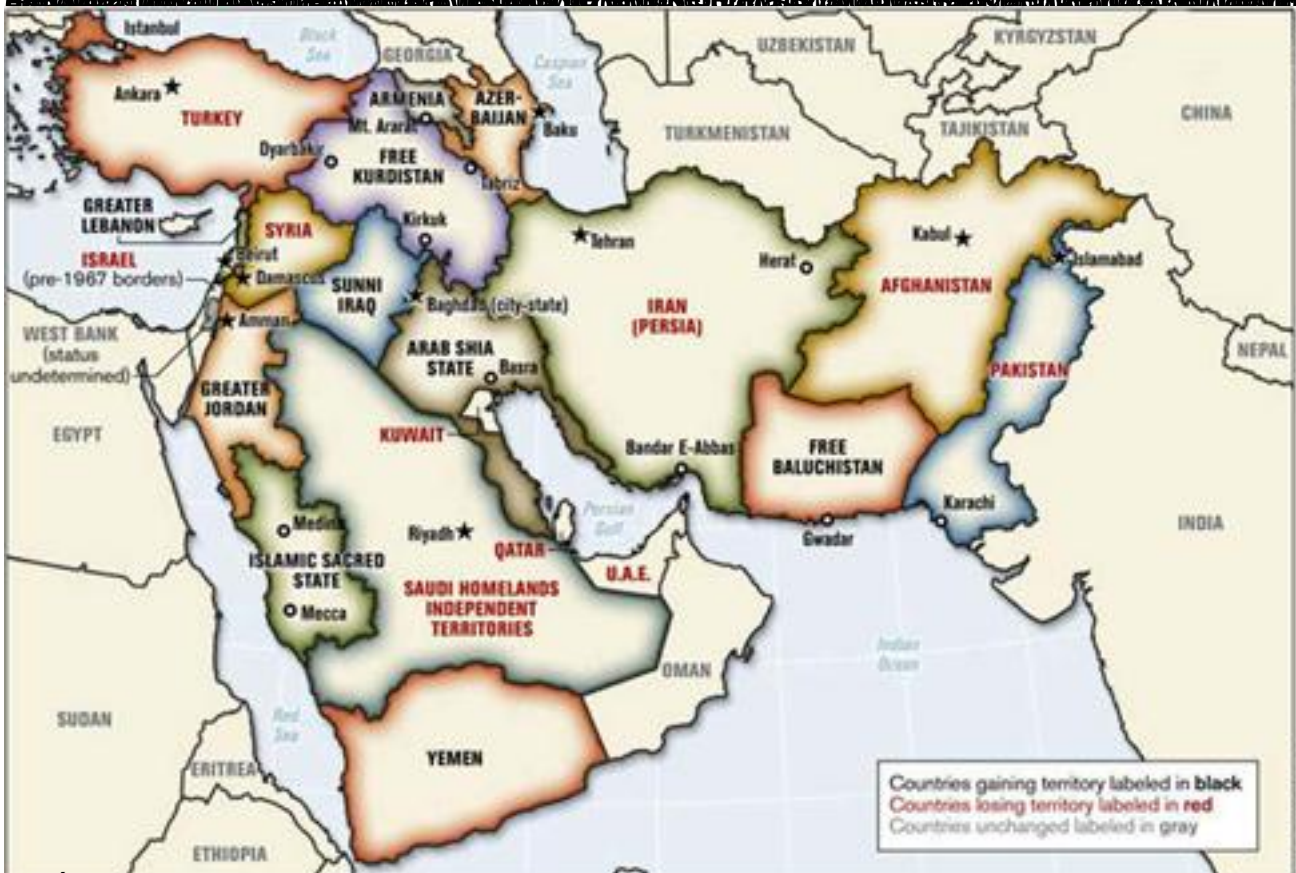 Istanbul
Black
Sea
GEORGIA
Caspian
Sea
UZBEKISTAN
KYRGYZSTAN
CHINA
Ankara
TURKEY
ARMENIA
AZER-
BAIJAN
Baku
TURKMENISTAN
TAJIKISTAN
Mt. Ararat
Dyarbakir
FREE
KURDISTAN
Tabriz
GREATER
LEBANON
SYRIA
Kirkuk
Tehran
Kabul
Islamabad
ISRAEL
(pre-1967 borders)
Beirut
Damascus
SUNNI
IRAQ
Herat
AFGHANISTAN
Baghdad (city-state)
IRAN
(PERSIA)
WEST BANK
(status
undetermined)
Amman
ARAB SHIA
STATE
Basra
PAKISTAN
NEPAL
GREATER
JORDAN
EGYPT
KUWAIT
Bandar E-Abbas
FREE
BALUCHISTAN
Karachi
Gwadar
INDIA
Medina
Riyadh
Persian
Gulf
QATAR
ISLAMIC SACRED
STATE
Mecca
SAUDI HOMELANDS
INDEPENDENT
TERRITORIES
U.A.E.
OMAN
Indian
Ocean
SUDAN
Red
Sea
YEMEN
ERITREA
ETHIOPIA
Countries gaining territory labeled in black
Countries losing territory labeled in red
Countries unchanged labeled in gray